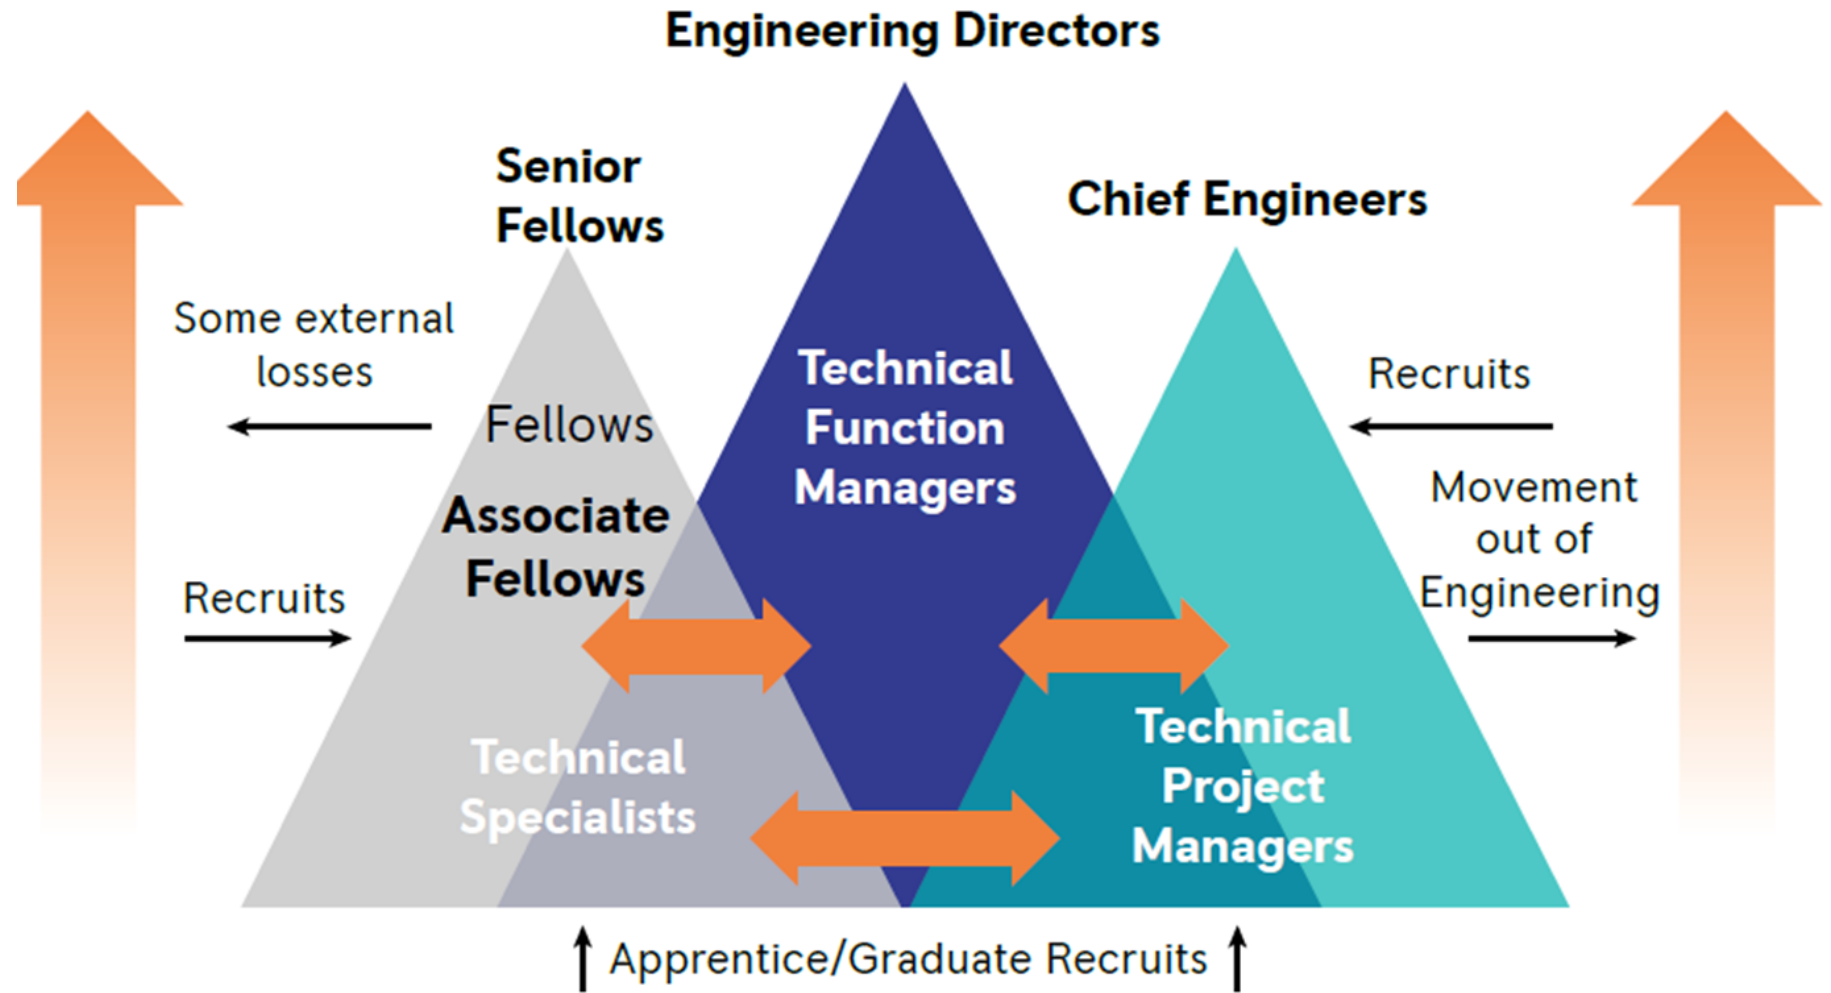 Engineering Directors
Senior
Fellows
Chief Engineers
Some external
losses
Fellows
Associate
Fellows
Recruits
Technical
Function
Managers
Recruits
Movement
out of
Engineering
Technical
Specialists
Technical
Project
Managers
Apprentice/Graduate Recruits